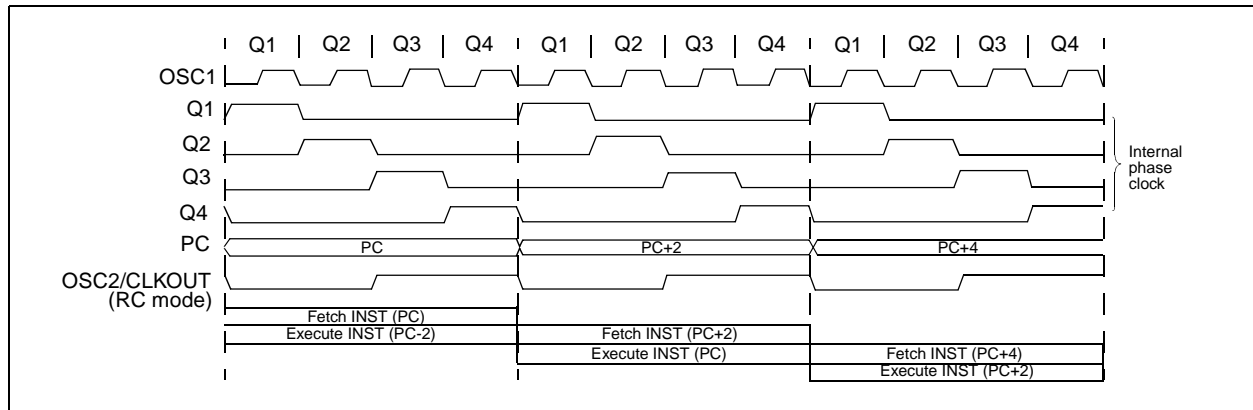 Q1 Q2 Q3 Q4 Q1 Q2 Q3 Q4 Q1 Q2 Q3 Q4
OSC1
Q1
Q2
Q3
Q4
Internal
phase
clock
PC PC PC+2 PC+4
OSC2/CLKOUT
(RC mode)
Fetch INST (PC)
Execute INST (PC-2) Fetch INST (PC+2)
Execute INST (PC) Fetch INST (PC+4)
Execute INST (PC+2)